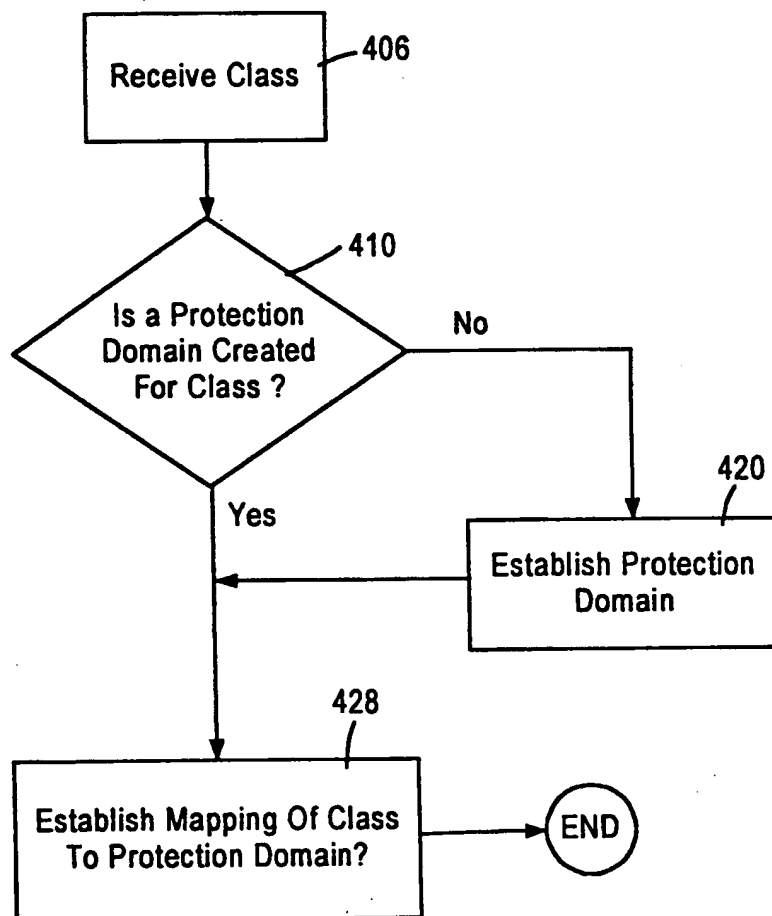 Receive Class
406
410
Is a Protection
Domain Created
For Class ?
No
Yes
420
Establish Protection
Domain
428
Establish Mapping Of Class
To Protection Domain?
END